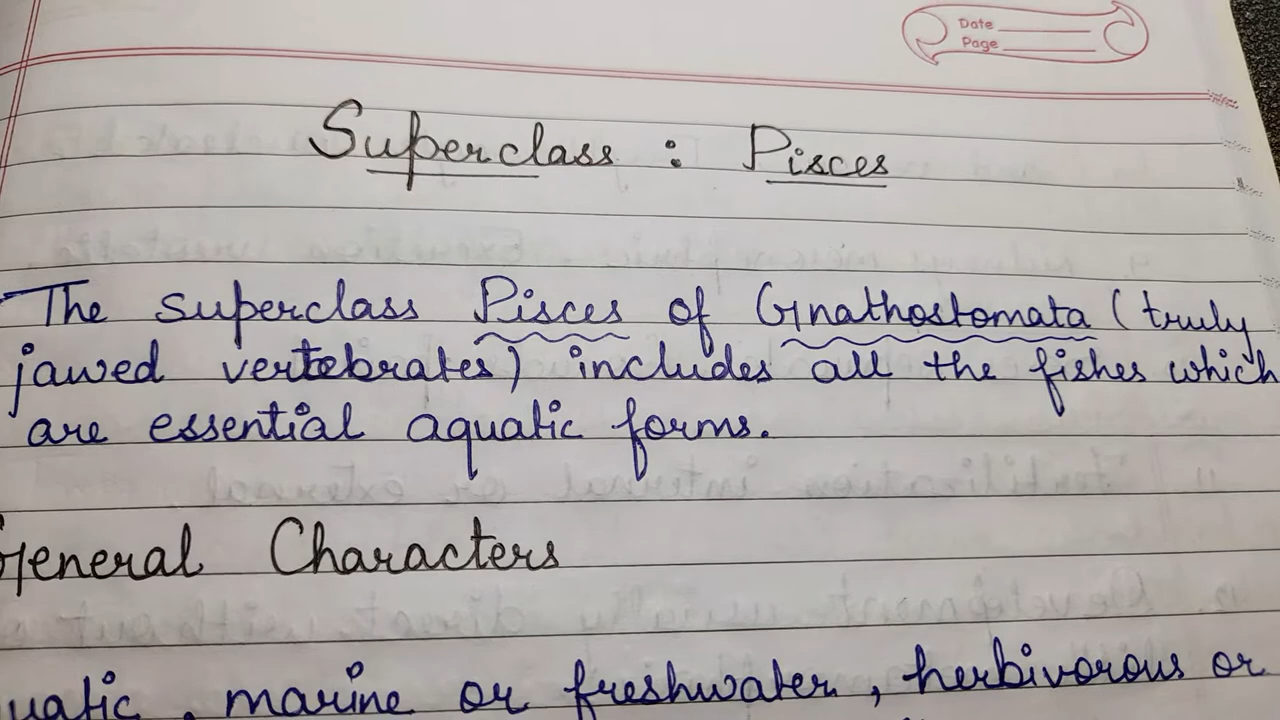 Date
Page
Superclass : Pisces
The superclass Pisces of Gnathostomata (truly
jawed vertebrates) includes all the fishes which
are essential aquatic forms.
General Characters
uatic, marine or freshwater, herbivorous or